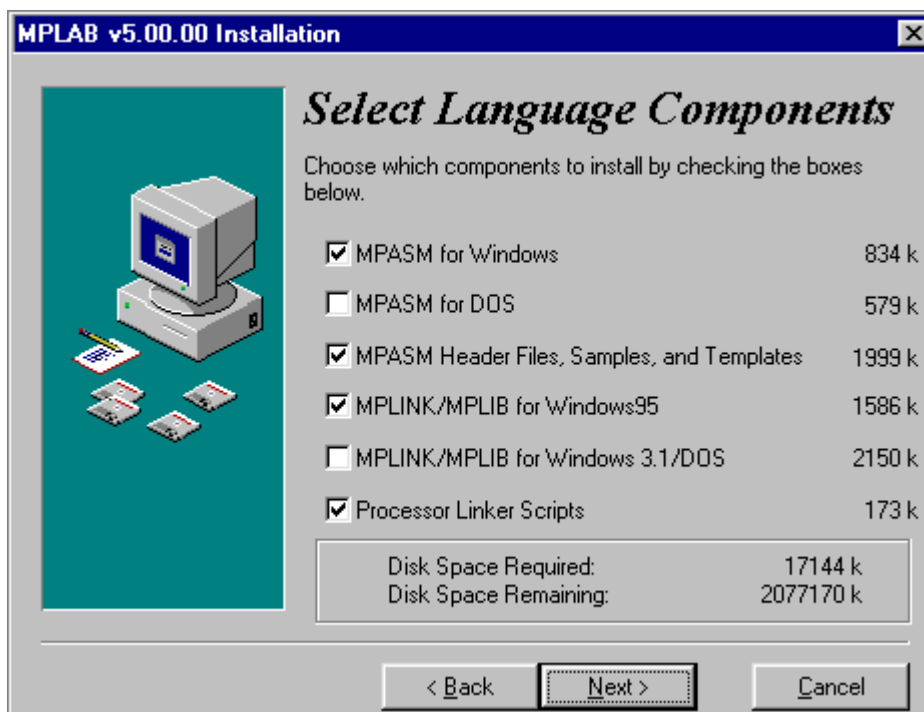 MPLAB v5.00.00 Installation
Select Language Components
Choose which components to install by checking the boxes
below.
MPASM for Windows 834 k
MPASM for DOS 579 k
MPASM Header Files, Samples, and Templates 1999 k
MPLINK/MPLIB for Windows95 1586 k
MPLINK/MPLIB for Windows 3.1/DOS 2150 k
Processor Linker Scripts 173 k
Disk Space Required: 17144 k
Disk Space Remaining: 2077170 k
< Back Next > Cancel